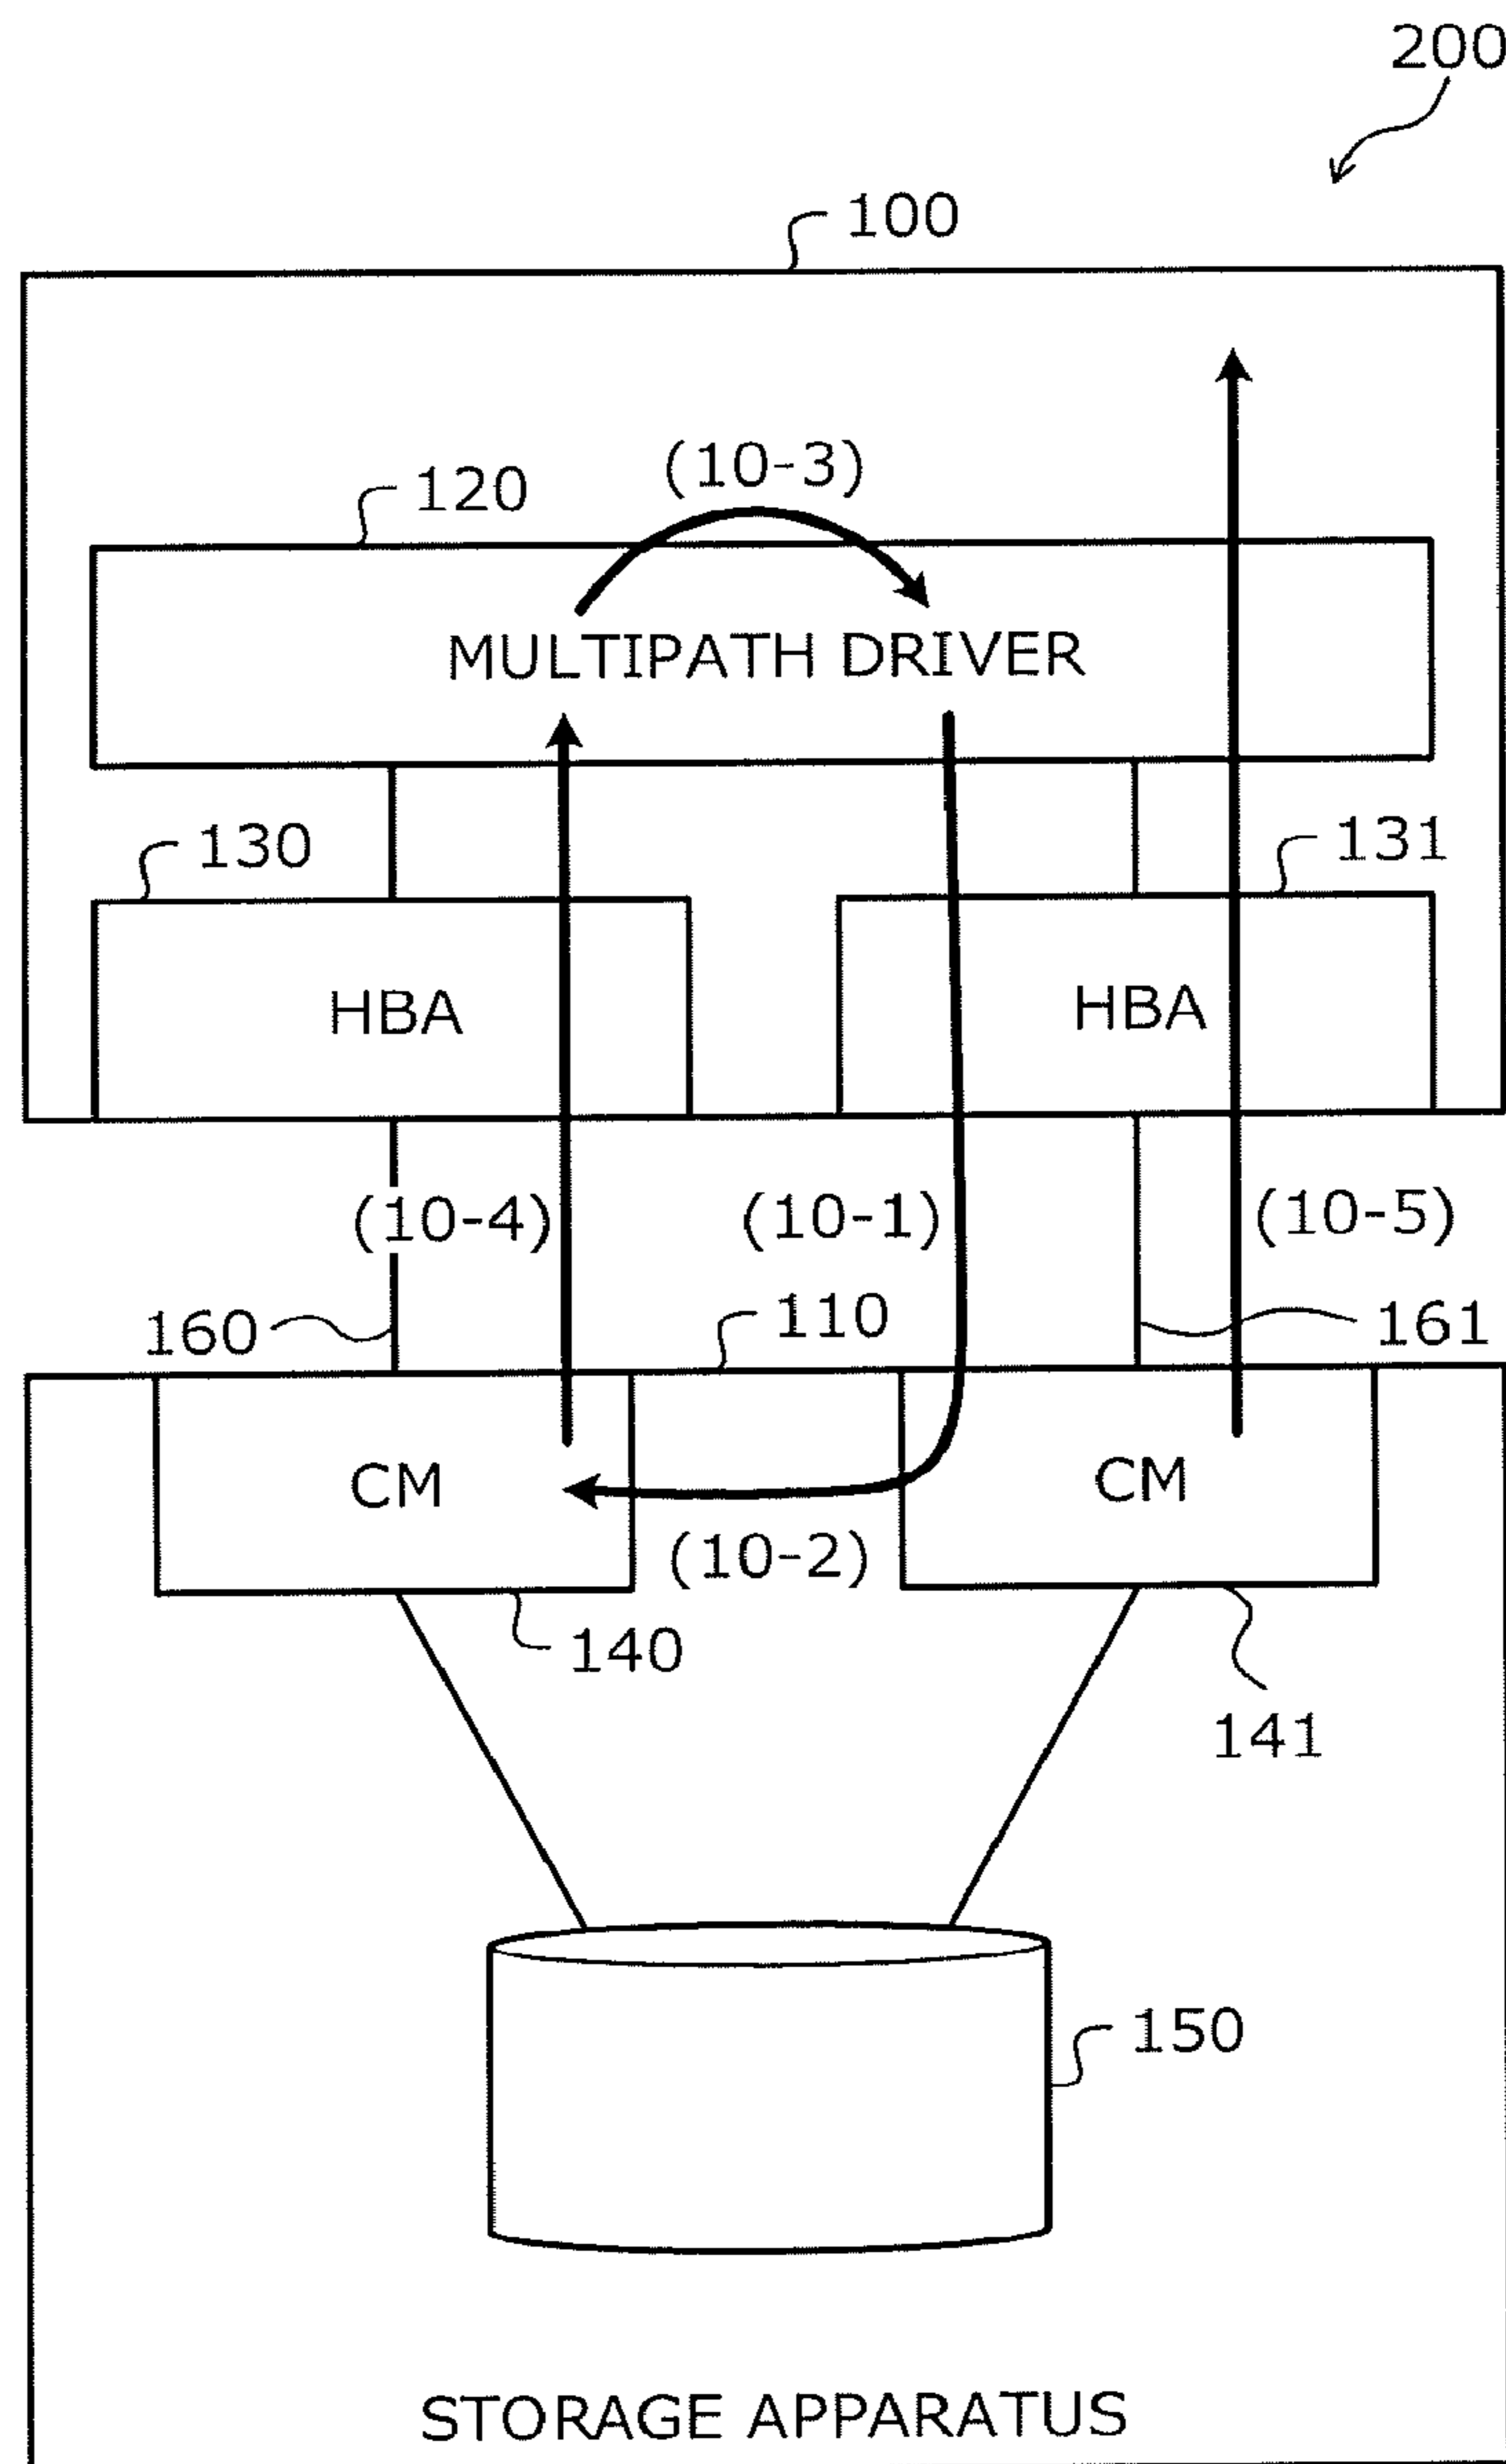 200
100
(10-3)
120
MULTIPATH DRIVER
130
131
HBA
HBA
(10-4)
(10-1)
(10-5)
160
110
161
CM
CM
(10-2)
140
141
150
STORAGE APPARATUS